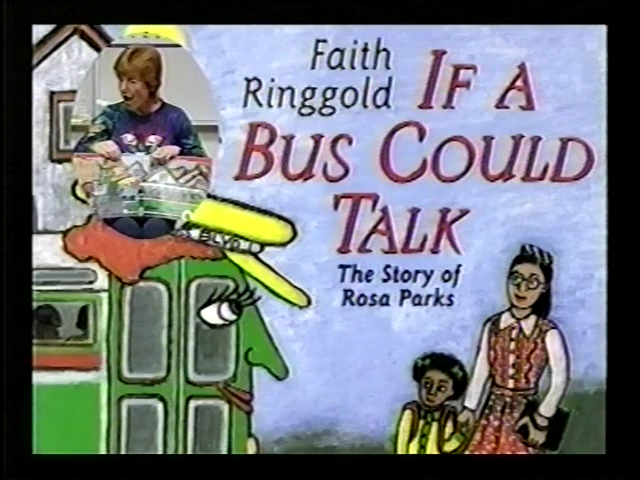 Faith
Ringgold
IF A
BUS COULD
TALK
The Story of
Rosa Parks